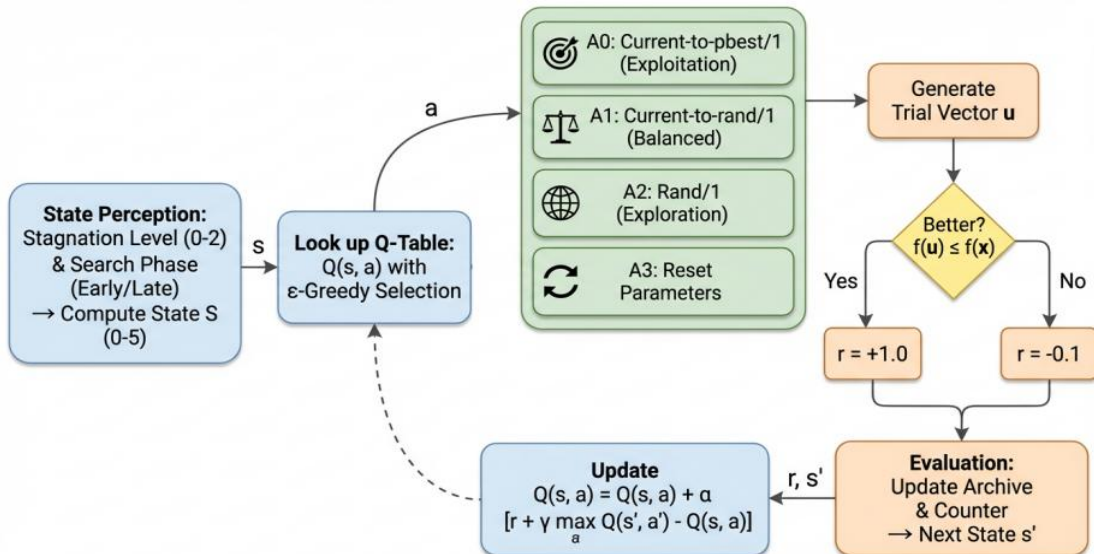 State Perception:
Stagnation Level (0-2)
& Search Phase
(Early/Late)
→ Compute State S
(0-5)
s
Look up Q-Table:
Q(s, a) with
ε-Greedy Selection
a
A0: Current-to-pbest/1
(Exploitation)
A1: Current-to-rand/1
(Balanced)
A2: Rand/1
(Exploration)
A3: Reset
Parameters
Generate
Trial Vector u
Better?
f(u) ≤ f(x)
Yes
No
r = +1.0
r = -0.1
Evaluation:
Update Archive
& Counter
→ Next State s'
r, s'
Update
Q(s, a) = Q(s, a) + α
[r + γ max Q(s', a') - Q(s, a)]
a